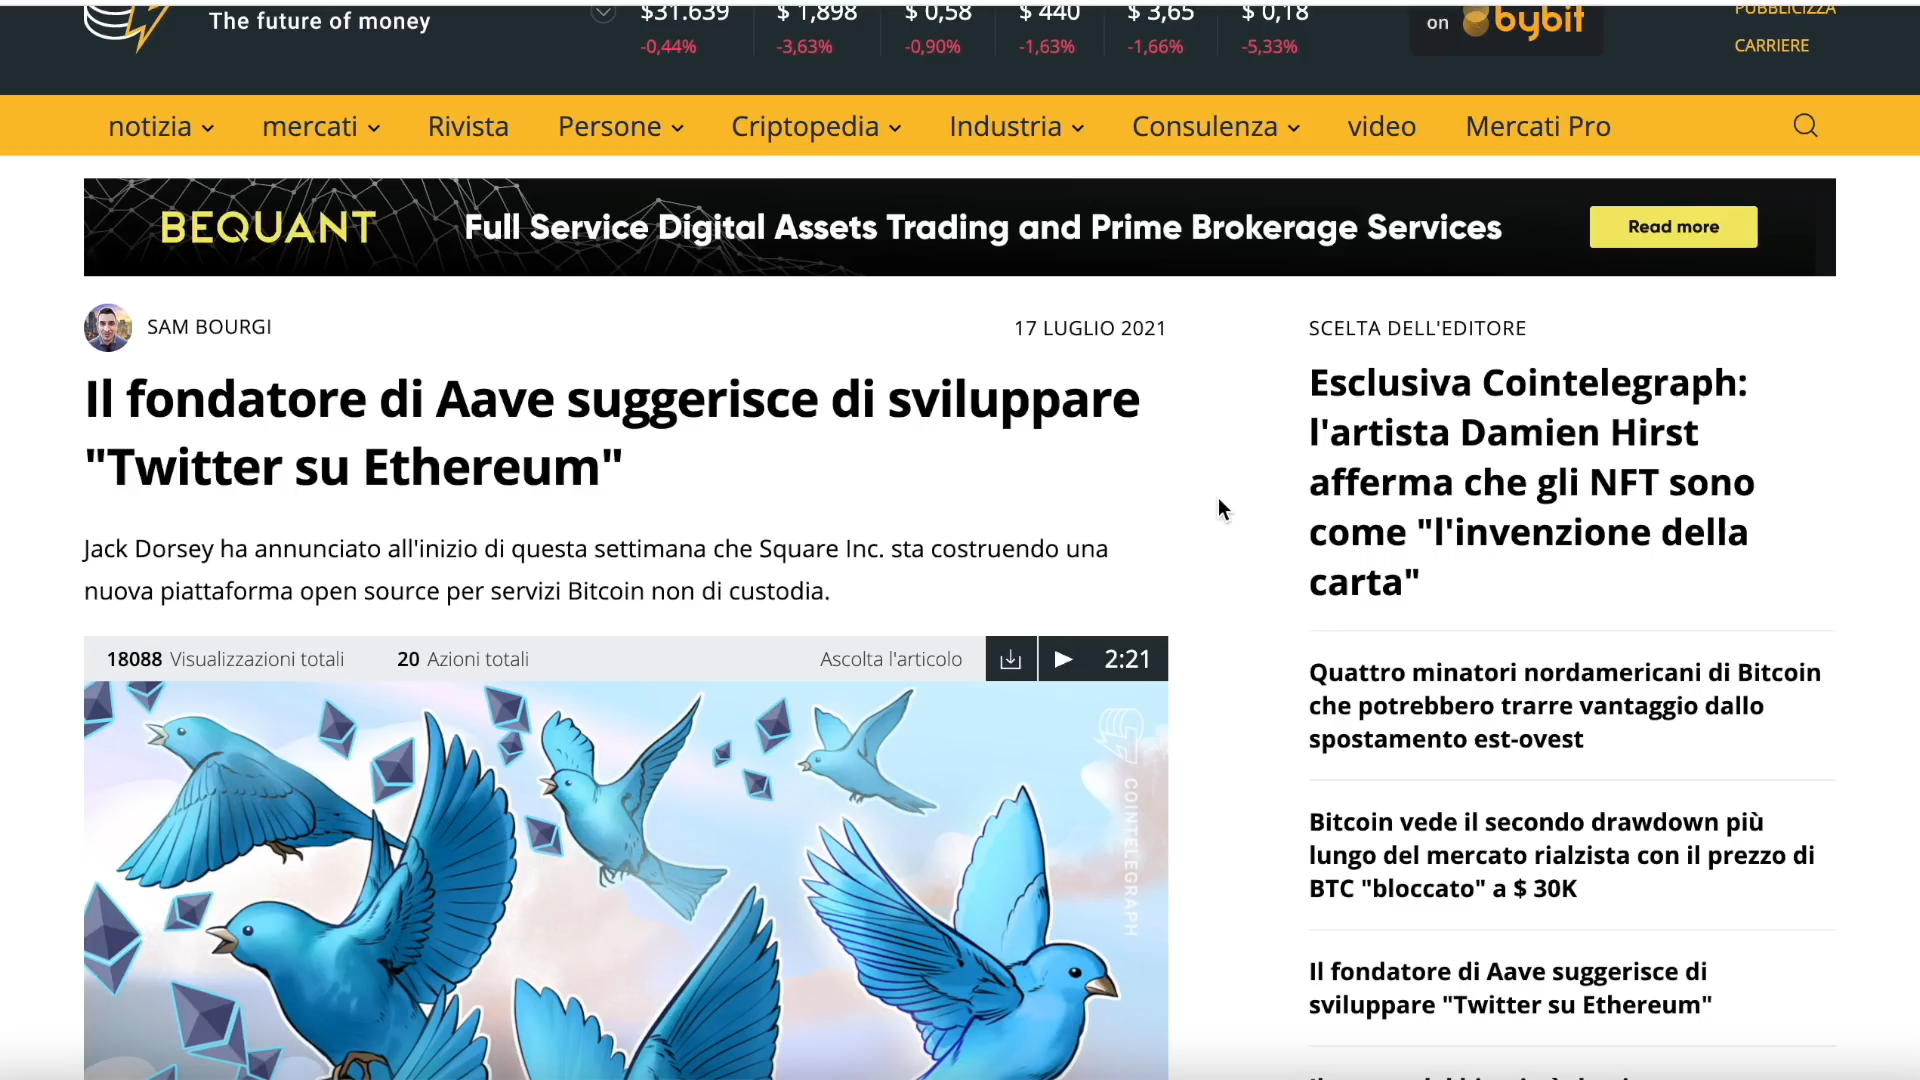 The future of money
$31.639 $ 1,898 $ 0,58 $ 440 $ 3,65 $ 0,18
-0,44% -3,63% -0,90% -1,63% -1,66% -5,33%
on bybit
PUBBLICIZZA
CARRIERE
notizia mercati Rivista Persone Criptopedia Industria Consulenza video Mercati Pro
BEQUANT Full Service Digital Assets Trading and Prime Brokerage Services Read more
SAM BOURGI 17 LUGLIO 2021
Il fondatore di Aave suggerisce di sviluppare
"Twitter su Ethereum"
Jack Dorsey ha annunciato all'inizio di questa settimana che Square Inc. sta costruendo una
nuova piattaforma open source per servizi Bitcoin non di custodia.
18088 Visualizzazioni totali 20 Azioni totali Ascolta l'articolo 2:21
COINTELEGRAPH
SCELTA DELL'EDITORE
Esclusiva Cointelegraph:
l'artista Damien Hirst
afferma che gli NFT sono
come "l'invenzione della
carta"
Quattro minatori nordamericani di Bitcoin
che potrebbero trarre vantaggio dallo
spostamento est-ovest
Bitcoin vede il secondo drawdown più
lungo del mercato rialzista con il prezzo di
BTC "bloccato" a $ 30K
Il fondatore di Aave suggerisce di
sviluppare "Twitter su Ethereum"